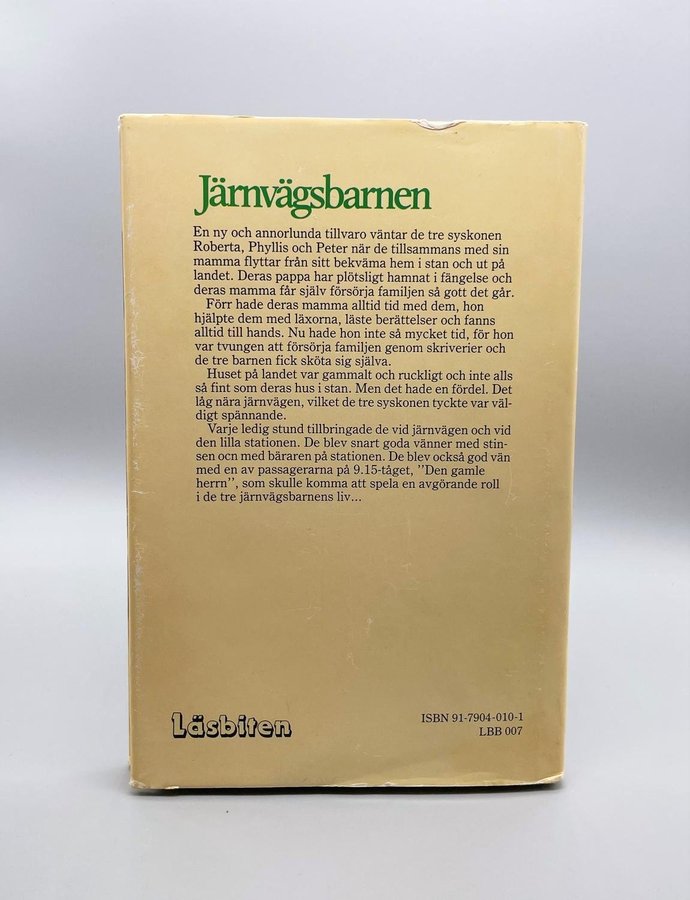 Järnvägsbarnen
En ny och annorlunda tillvaro väntar de tre syskonen
Roberta, Phyllis och Peter när de tillsammans med sin
mamma flyttar från sitt bekväma hem i stan och ut på
landet. Deras pappa har plötsligt hamnat i fängelse och
deras mamma får själv försörja familjen så gott det går.
Förr hade deras mamma alltid tid med dem, hon
hjälpte dem med läxorna, läste berättelser och fanns
alltid till hands. Nu hade hon inte så mycket tid, för hon
var tvungen att försörja familjen genom skriverier och
de tre barnen fick sköta sig själva.
Huset på landet var gammalt och ruckligt och inte alls
så fint som deras hus i stan. Men det hade en fördel. Det
låg nära järnvägen, vilket de tre syskonen tyckte var väl-
digt spännande.
Varje ledig stund tillbringade de vid järnvägen och vid
den lilla stationen. De blev snart goda vänner med stin-
sen ocn med bäraren på stationen. De blev också god vän
med en av passagerarna på 9.15-tåget, ''Den gamle
herrn'', som skulle komma att spela en avgörande roll
i de tre järnvägsbarnens liv...
Läsbiten
ISBN 91-7904-010-1
LBB 007